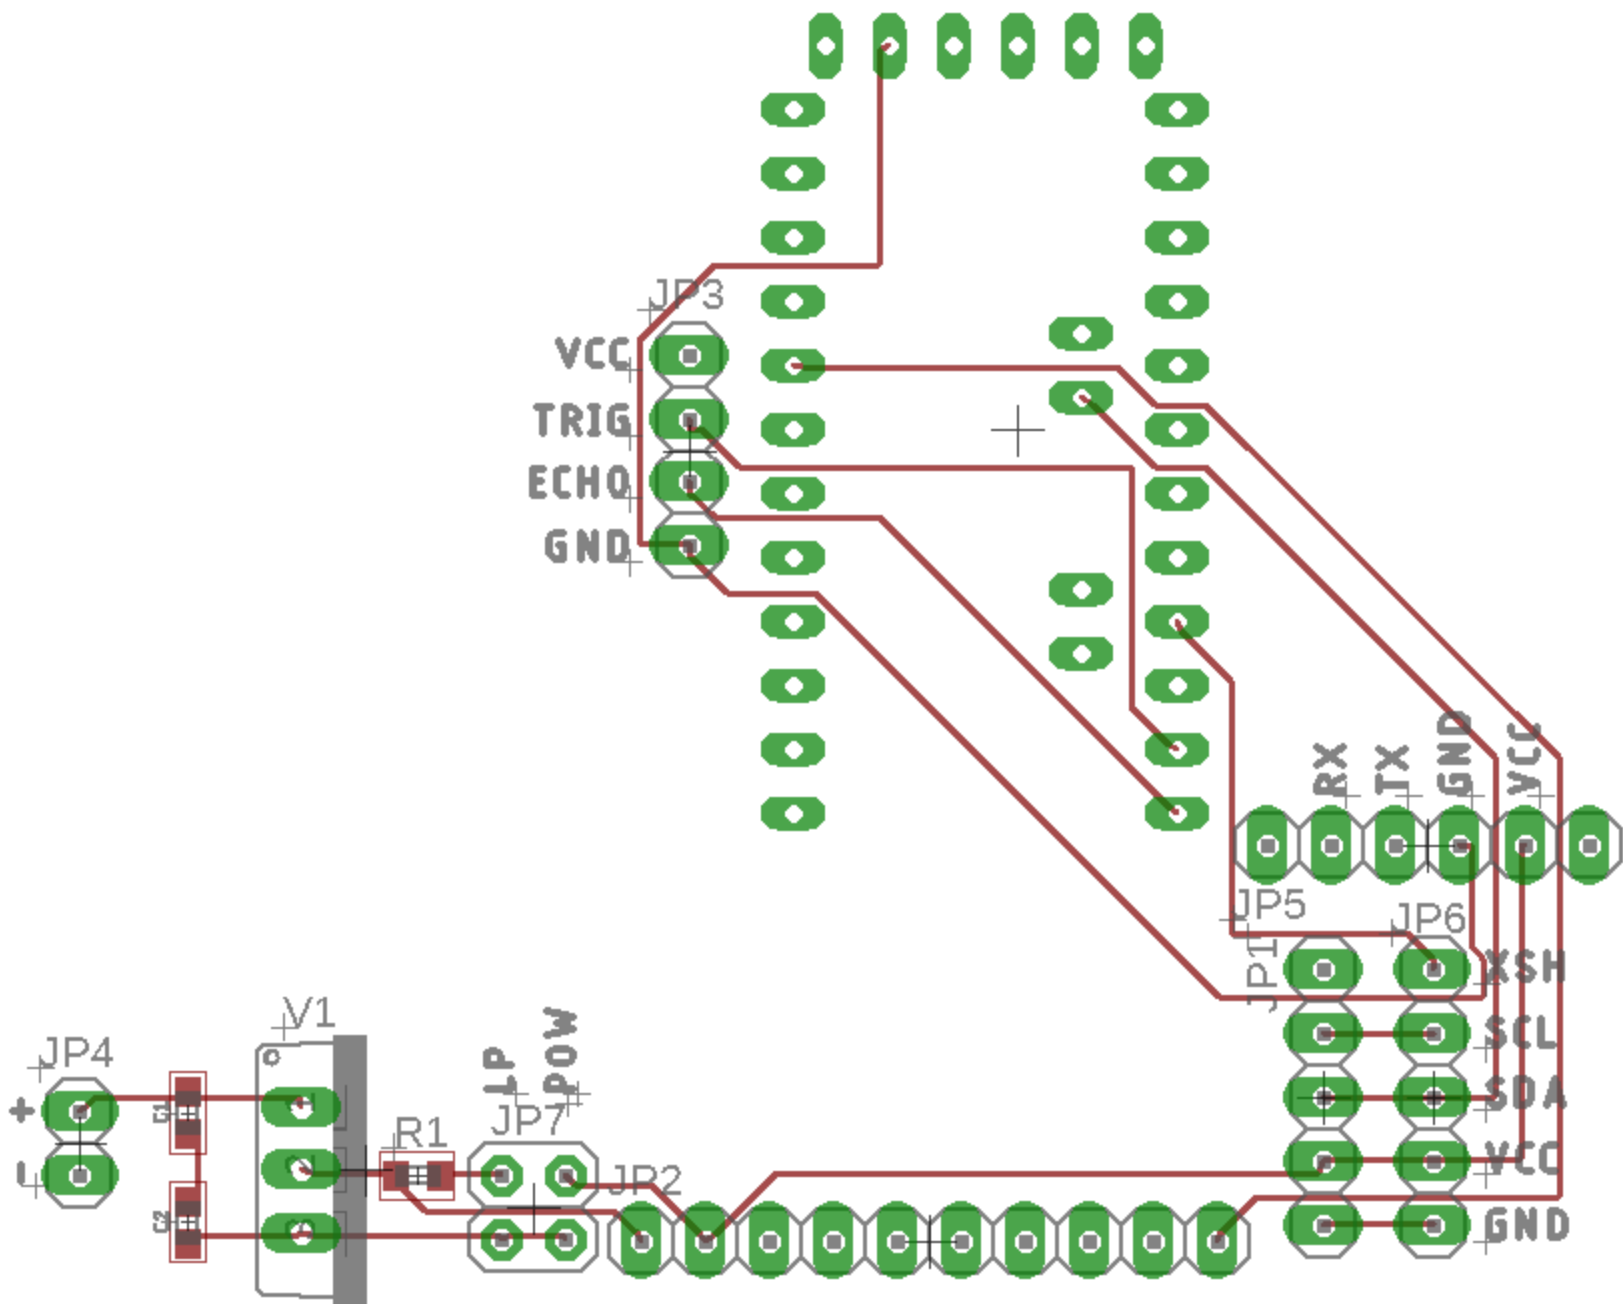 JP3
VCC
TRIG
ECHO
GND
RX
TX
GND
VCC
JP5
JP6
JP1
XSH
SCL
SDA
VCC
GND
V1
JP4
+
-
LP
POW
JP7
R1
JP2